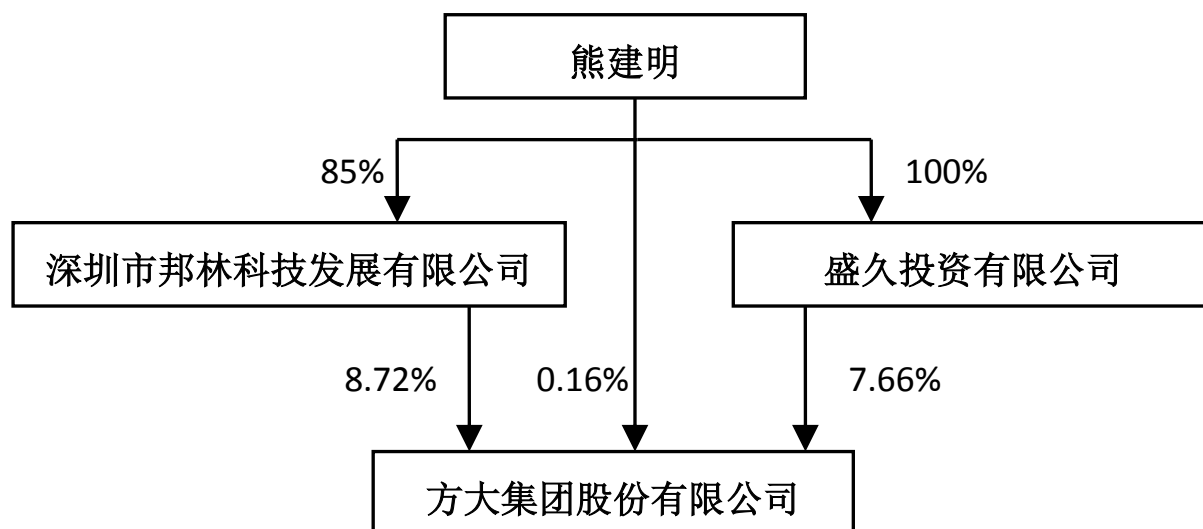 熊建明
85%
100%
深圳市邦林科技发展有限公司
盛久投资有限公司
8.72%
0.16%
7.66%
方大集团股份有限公司